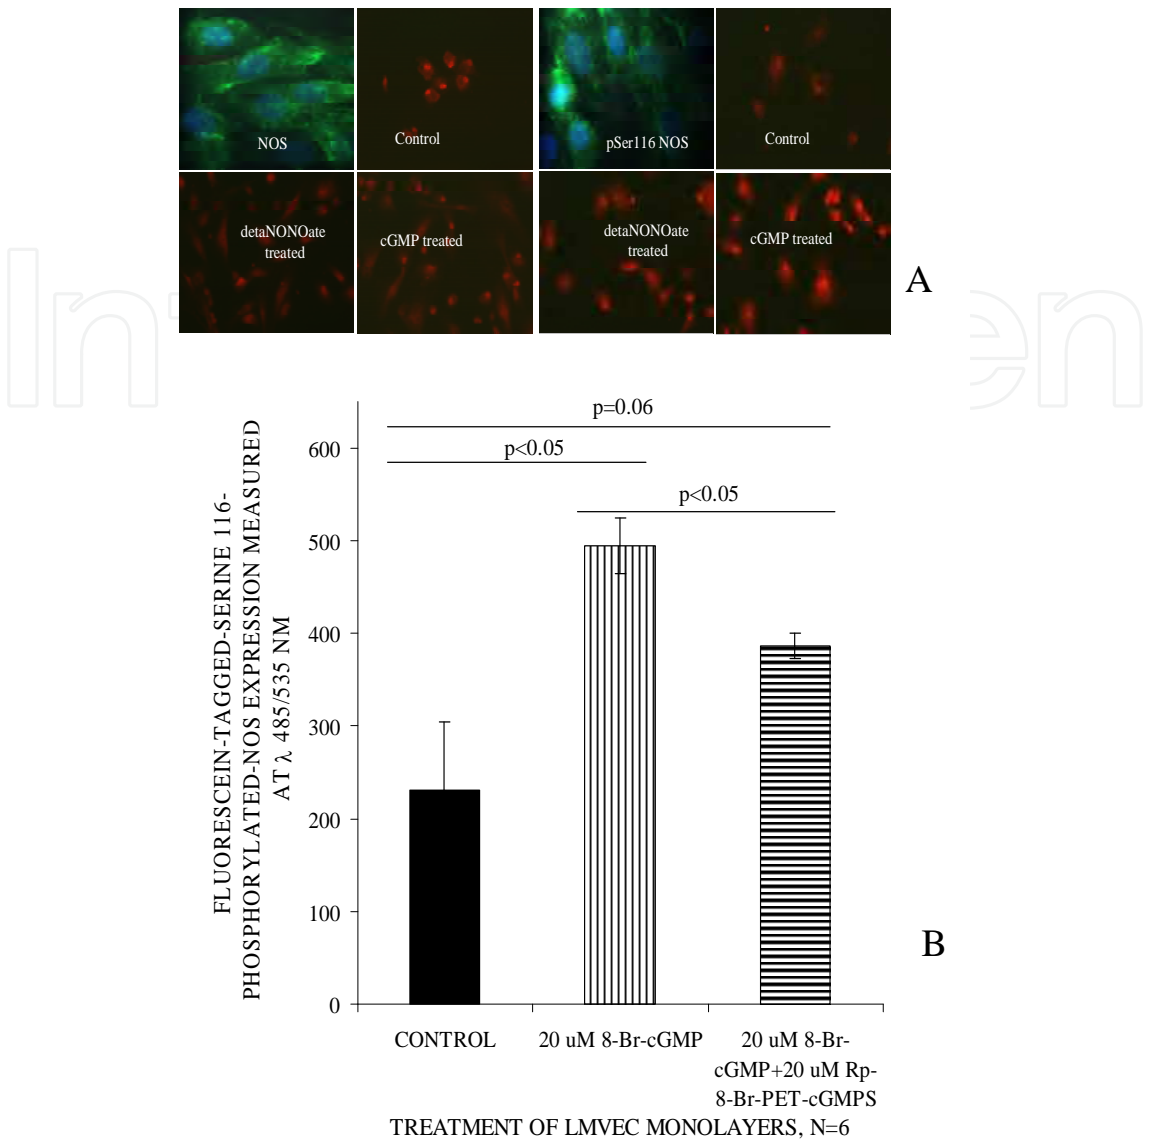 NOS
Control
pSer116 NOS
Control
detaNONOate
treated
cGMP treated
detaNONOate
treated
cGMP treated
A
p=0.06
p<0.05
p<0.05
FLUORESCEIN-TAGGED-SERINE 116-
PHOSPHORYLATED-NOS EXPRESSION MEASURED
AT λ 485/535 NM
600
500
400
300
200
100
0
B
CONTROL
20 uM 8-Br-cGMP
20 uM 8-Br-
cGMP+20 uM Rp-
8-Br-PET-cGMPS
TREATMENT OF LMVEC MONOLAYERS, N=6